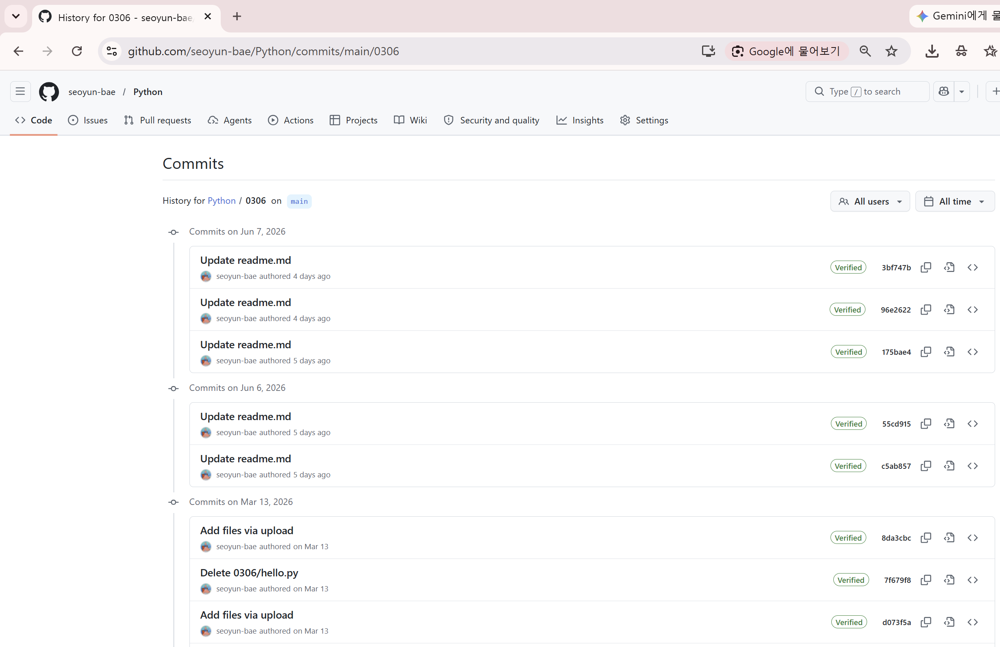 History for 0306 - seoyun-bae/
Gemini에게
github.com/seoyun-bae/Python/commits/main/0306
Google에 물어보기
seoyun-bae / Python
Type / to search
Code Issues Pull requests Agents Actions Projects Wiki Security and quality Insights Settings
Commits
History for Python / 0306 on main
All users All time
Commits on Jun 7, 2026
Update readme.md
seoyun-bae authored 4 days ago
Verified 3bf747b
Update readme.md
seoyun-bae authored 4 days ago
Verified 96e2622
Update readme.md
seoyun-bae authored 5 days ago
Verified 175bae4
Commits on Jun 6, 2026
Update readme.md
seoyun-bae authored 5 days ago
Verified 55cd915
Update readme.md
seoyun-bae authored 5 days ago
Verified c5ab857
Commits on Mar 13, 2026
Add files via upload
seoyun-bae authored on Mar 13
Verified 8da3cbc
Delete 0306/hello.py
seoyun-bae authored on Mar 13
Verified 7f679f8
Add files via upload
seoyun-bae authored on Mar 13
Verified d073f5a